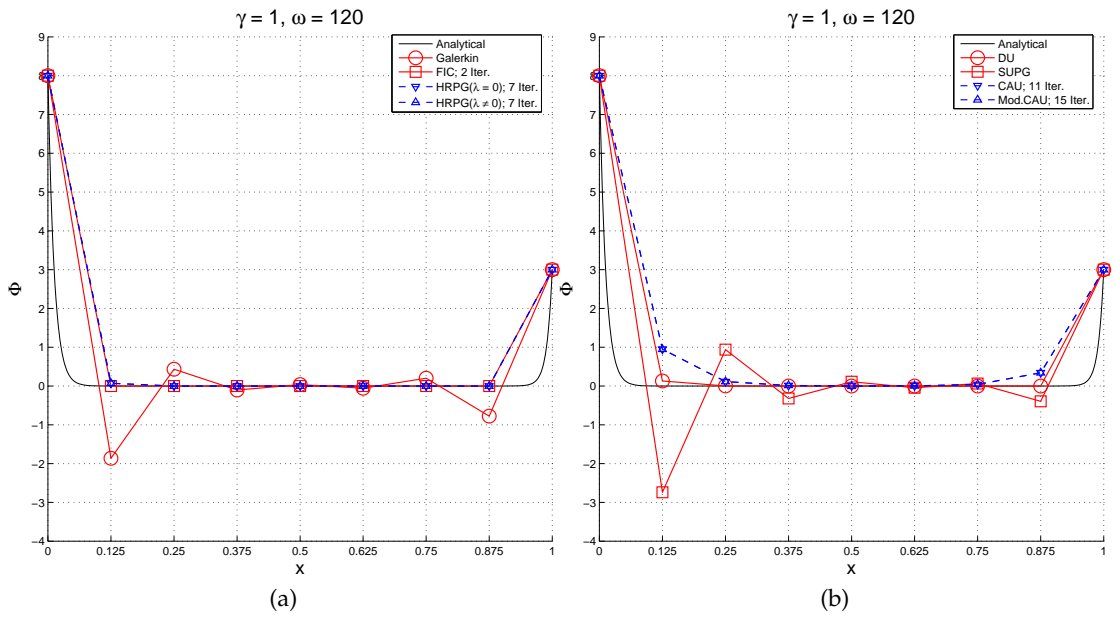 γ = 1, ω = 120
Analytical
Galerkin
FIC; 2 Iter.
HRPG(λ = 0); 7 Iter.
HRPG(λ ≠ 0); 7 Iter.
9
8
7
6
5
4
3
2
1
0
−1
−2
−3
−4
Φ
0 0.125 0.25 0.375 0.5 0.625 0.75 0.875 1
x
(a)
γ = 1, ω = 120
Analytical
DU
SUPG
CAU; 11 Iter.
Mod.CAU; 15 Iter.
9
8
7
6
5
4
3
2
1
0
−1
−2
−3
−4
Φ
0 0.125 0.25 0.375 0.5 0.625 0.75 0.875 1
x
(b)